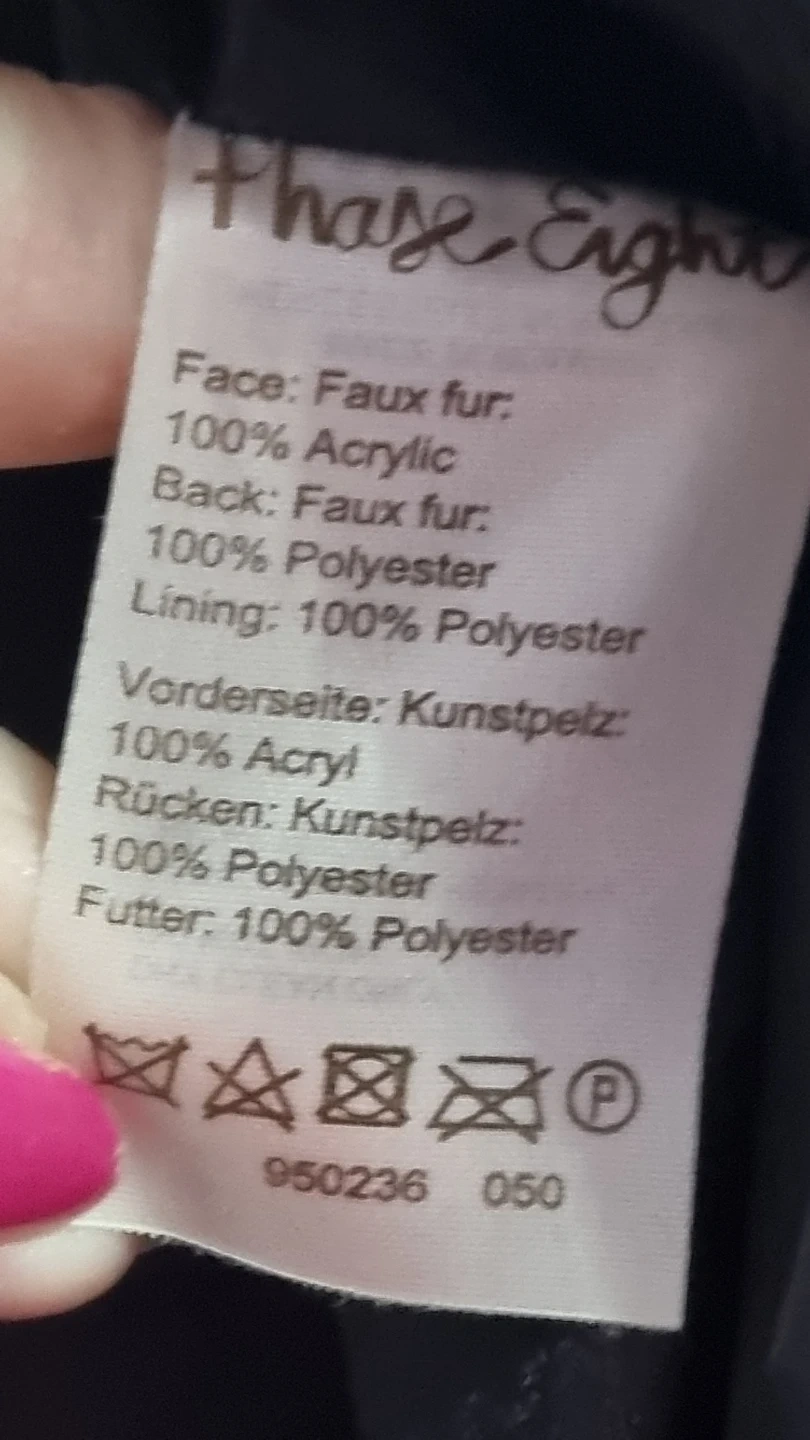 Phase Eight
Face: Faux fur:
100% Acrylic
Back: Faux fur:
100% Polyester
Lining: 100% Polyester
Vorderseite: Kunstpelz:
100% Acryl
Rücken: Kunstpelz:
100% Polyester
Futter: 100% Polyester
P
950236 050